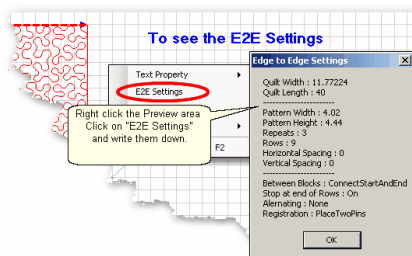 To see the E2E Settings
Text Property
E2E Settings
F2
Right click the Preview area
Click on "E2E Settings"
and write them down.
Edge to Edge Settings
Quilt Width : 11.77224
Quilt Length : 40
------------------------
Pattern Width : 4.02
Pattern Height : 4.44
Repeats : 3
Rows : 9
Horizontal Spacing : 0
Vertical Spacing : 0
------------------------
Between Blocks : ConnectStartAndEnd
Stop at end of Rows : On
Alernating : None
Registration : PlaceTwoPins
OK